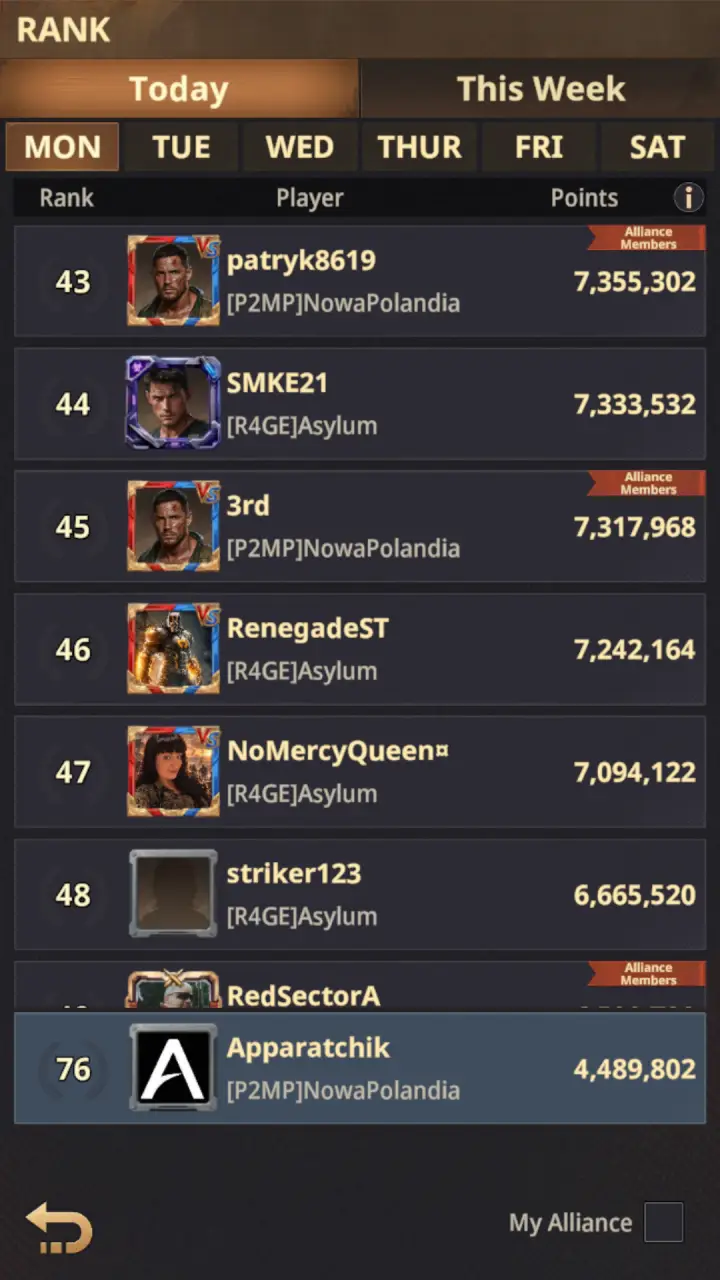 RANK
Today This Week
MON TUE WED THUR FRI SAT
Rank Player Points
Alliance
Members
43 patryk8619 7,355,302
[P2MP]NowaPolandia
44 SMKE21 7,333,532
[R4GE]Asylum
Alliance
Members
45 3rd 7,317,968
[P2MP]NowaPolandia
46 RenegadeST 7,242,164
[R4GE]Asylum
47 NoMercyQueen¤ 7,094,122
[R4GE]Asylum
48 striker123 6,665,520
[R4GE]Asylum
Alliance
Members
RedSectorA
76 Apparatchik 4,489,802
[P2MP]NowaPolandia
My Alliance